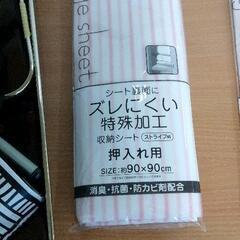 le sheet
シート裏面に
ズレにくい
特殊加工
収納シート ストライプ柄
押入れ用
SIZE:約90×90cm
消臭・抗菌・防カビ剤配合